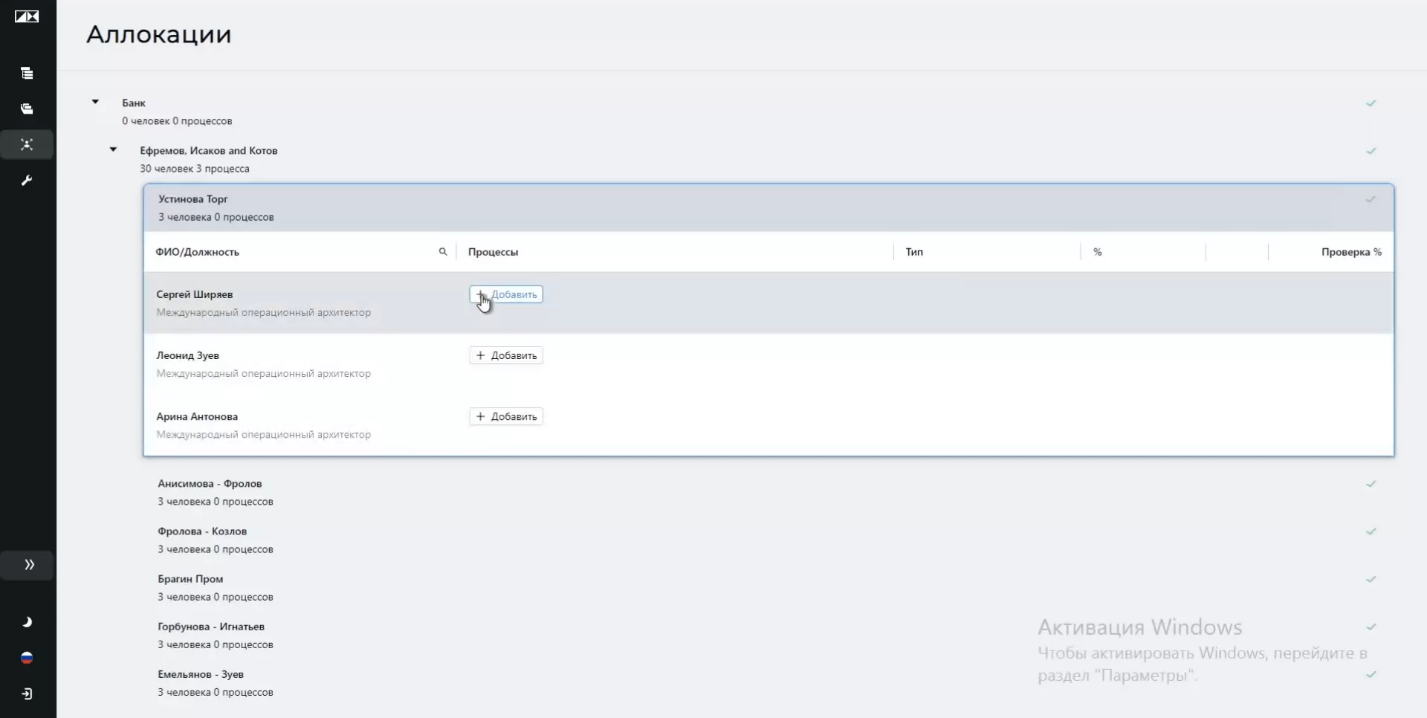 Аллокации
Банк
0 человек 0 процессов
Ефремов, Исаков and Котов
30 человек 3 процесса
Устинова Торг
3 человека 0 процессов
ФИО/Должность Процессы Тип % Проверка %
Сергей Ширяев + Добавить
Международный операционный архитектор
Леонид Зуев + Добавить
Международный операционный архитектор
Арина Антонова + Добавить
Международный операционный архитектор
Анисимова - Фролов
3 человека 0 процессов
Фролова - Козлов
3 человека 0 процессов
Брагин Пром
3 человека 0 процессов
Горбунова - Игнатьев
3 человека 0 процессов
Емельянов - Зуев
3 человека 0 процессов
Активация Windows
Чтобы активировать Windows, перейдите в
раздел "Параметры".